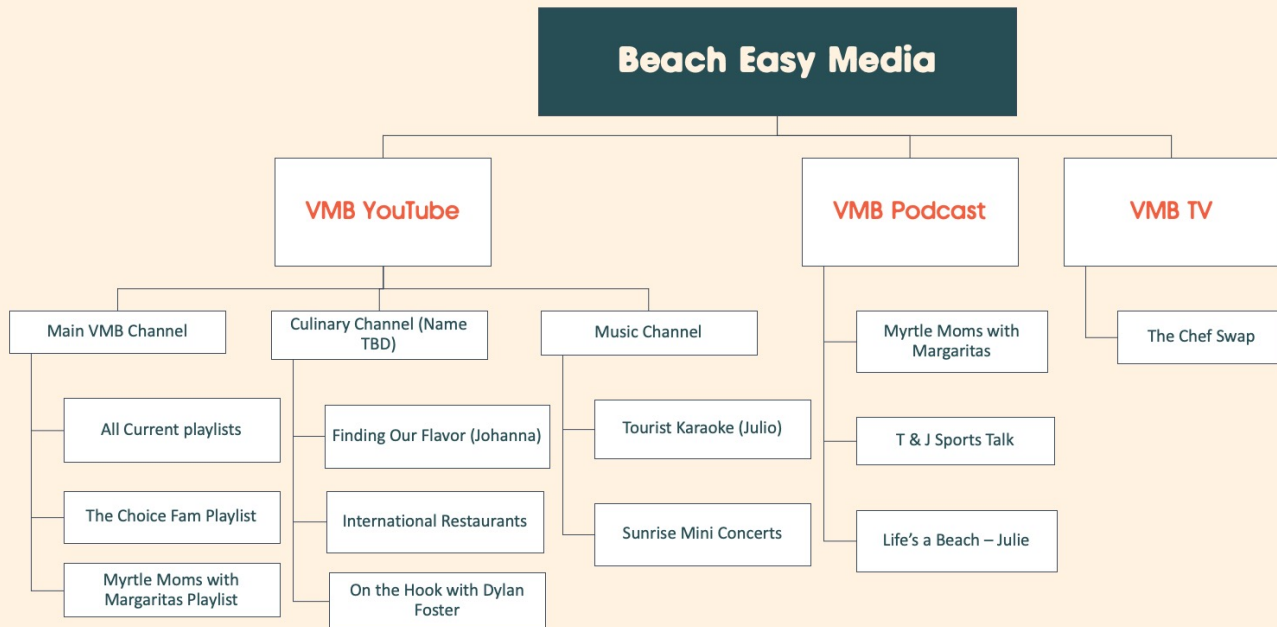 Beach Easy Media
VMB YouTube
VMB Podcast
VMB TV
Main VMB Channel
Culinary Channel (Name
TBD)
Music Channel
All Current playlists
The Choice Fam Playlist
Myrtle Moms with
Margaritas Playlist
Finding Our Flavor (Johanna)
International Restaurants
On the Hook with Dylan
Foster
Tourist Karaoke (Julio)
Sunrise Mini Concerts
Myrtle Moms with
Margaritas
T & J Sports Talk
Life’s a Beach – Julie
The Chef Swap